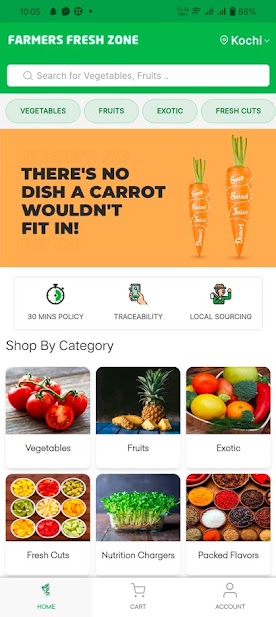 10:05
86%
FARMERS FRESH ZONE
Kochi
Search for Vegetables, Fruits ..
VEGETABLES
FRUITS
EXOTIC
FRESH CUTS
THERE'S NO
DISH A CARROT
WOULDN'T
FIT IN!
Soup
Salad
Juice
Dessert
Soup
Salad
Juice
Dessert
30 MINS POLICY
TRACEABILITY
LOCAL SOURCING
Shop By Category
Vegetables
Fruits
Exotic
Fresh Cuts
Nutrition Chargers
Packed Flavors
HOME
CART
ACCOUNT